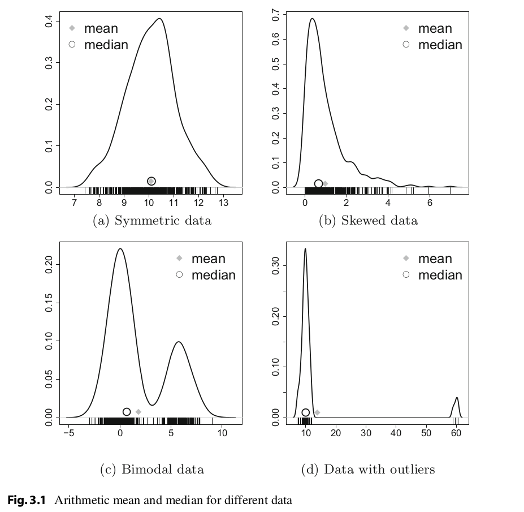 mean
median
0.0
0.1
0.2
0.3
0.4
7 8 9 10 11 12 13
(a) Symmetric data
mean
median
0.0
0.1
0.2
0.3
0.4
0.5
0.6
0.7
0 2 4 6
(b) Skewed data
mean
median
0.00
0.05
0.10
0.15
0.20
−5 0 5 10
(c) Bimodal data
mean
median
0.00
0.10
0.20
0.30
10 20 30 40 50 60
(d) Data with outliers
Fig. 3.1 Arithmetic mean and median for different data